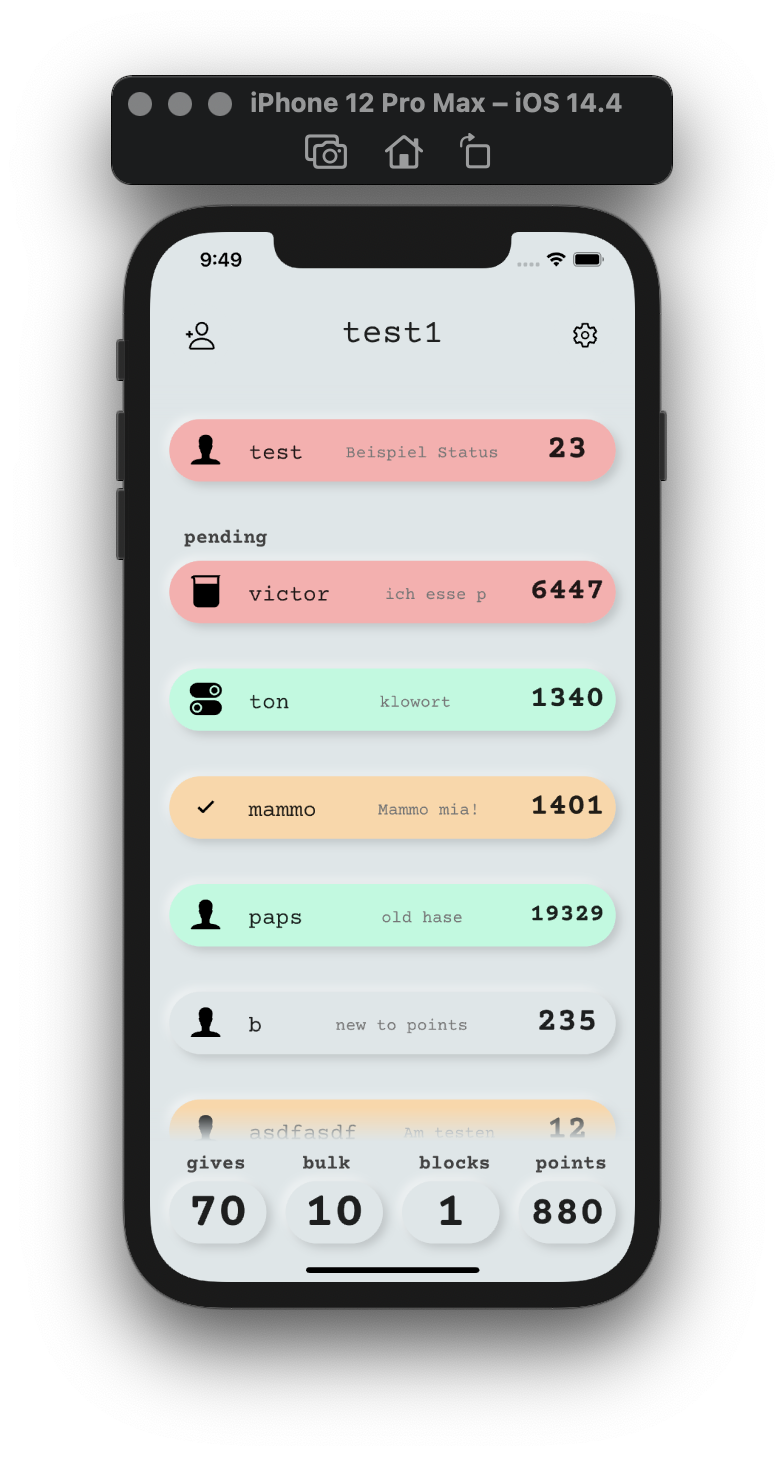 iPhone 12 Pro Max – iOS 14.4
9:49
test1
test Beispiel Status 23
pending
victor ich esse p 6447
ton klowort 1340
mammo Mammo mia! 1401
paps old hase 19329
b new to points 235
asdfasdf Am testen 12
gives bulk blocks points
70 10 1 880